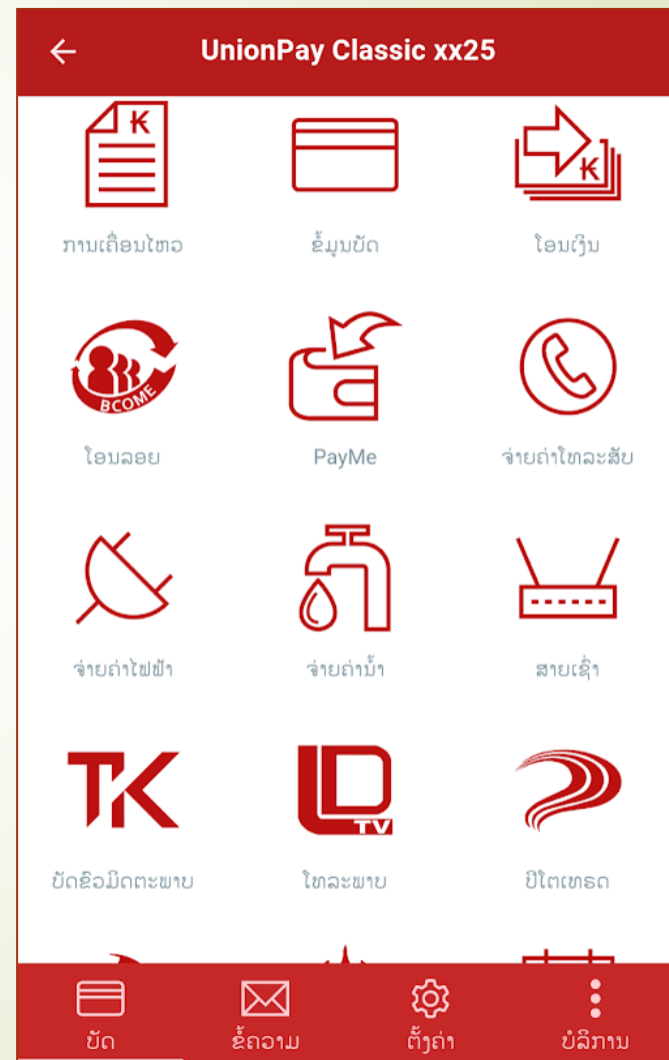 UnionPay Classic xx25
₭ ₭
ການເຄື່ອນໄຫວ ຂໍ້ມູນບັດ ໂອນເງິນ
BCOME
ໂອນລອຍ PayMe ຈ່າຍຄ່າໂທລະສັບ
ຈ່າຍຄ່າໄຟຟ້າ ຈ່າຍຄ່ານ້ຳ ສາຍເຊົ່າ
TK LD TV
ບັດຂົວມິດຕະພາບ ໂທລະພາບ ປີໂຕເທຣດ
ບັດ ຂໍ້ຄວາມ ຕັ້ງຄ່າ ບໍລິການ